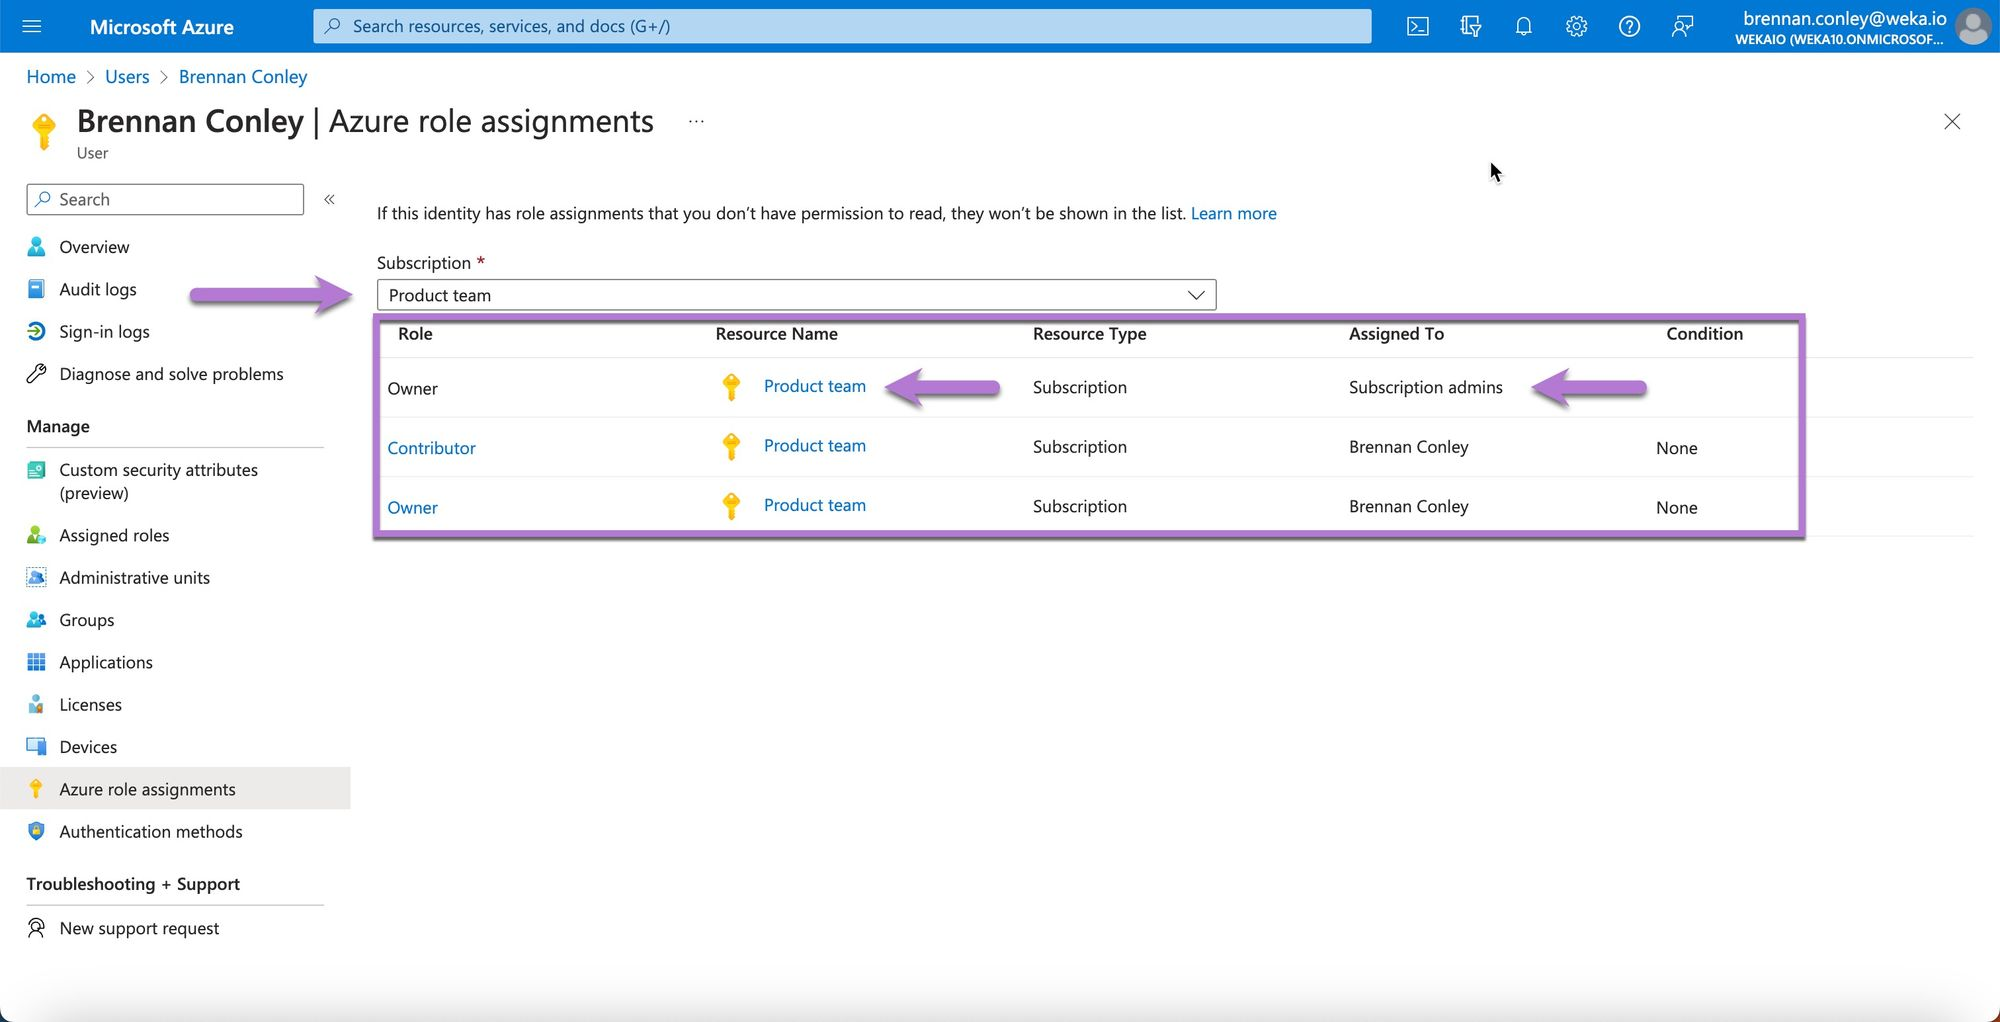 Microsoft Azure
Search resources, services, and docs (G+/)
brennan.conley@weka.io
WEKAIO (WEKA10.ONMICROSOF...
Home > Users > Brennan Conley
Brennan Conley | Azure role assignments ...
User
Search
«
Overview
Audit logs
Sign-in logs
Diagnose and solve problems
Manage
Custom security attributes
(preview)
Assigned roles
Administrative units
Groups
Applications
Licenses
Devices
Azure role assignments
Authentication methods
Troubleshooting + Support
New support request
If this identity has role assignments that you don't have permission to read, they won't be shown in the list. Learn more
Subscription *
Product team
Role Resource Name Resource Type Assigned To Condition
Owner Product team Subscription Subscription admins
Contributor Product team Subscription Brennan Conley None
Owner Product team Subscription Brennan Conley None